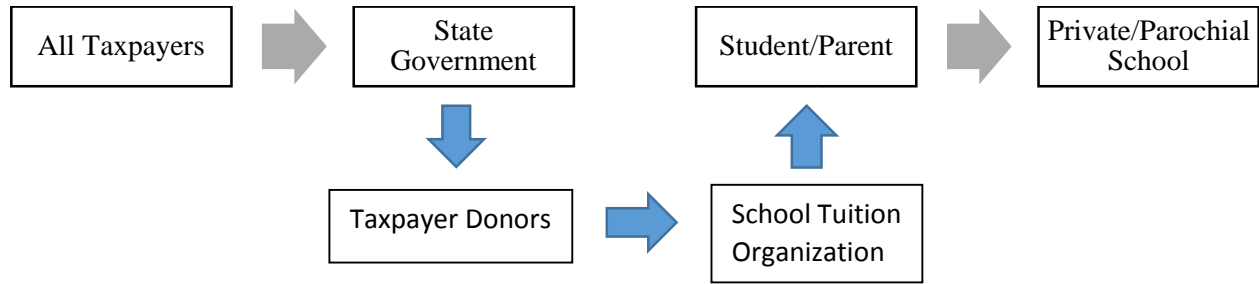 All Taxpayers
State
Government
Student/Parent
Private/Parochial
School
Taxpayer Donors
School Tuition
Organization